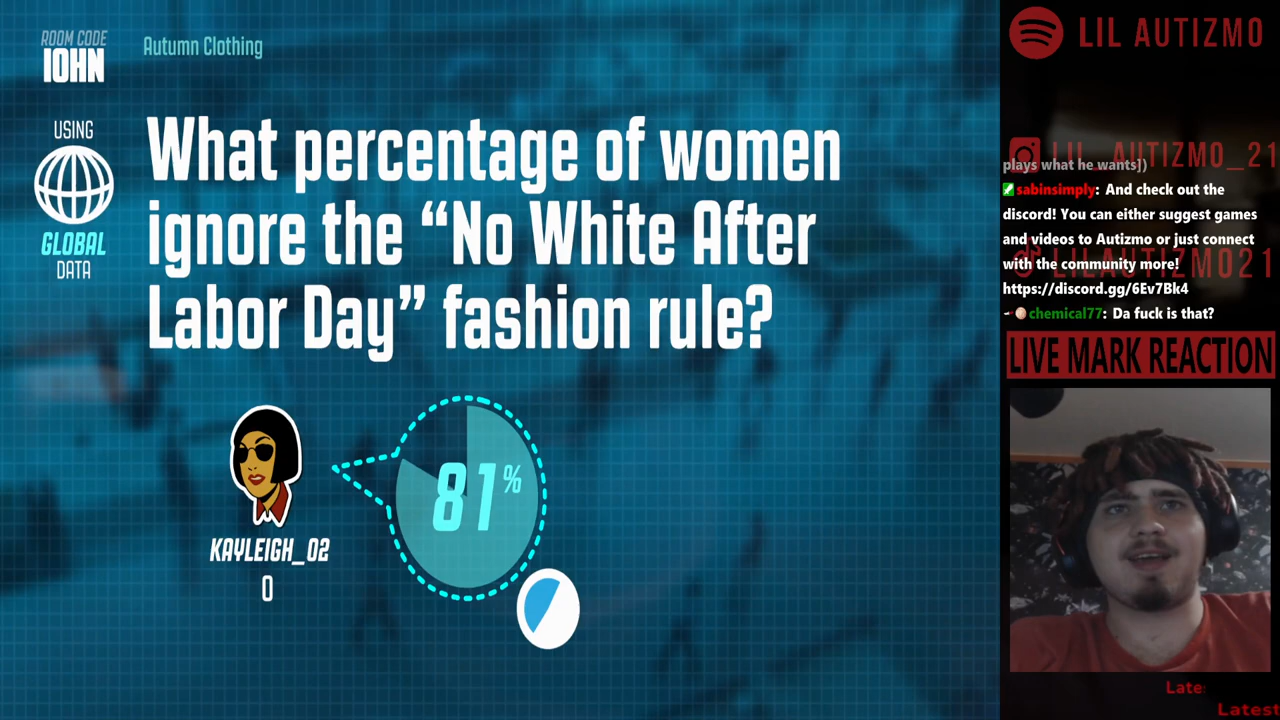 ROOM CODE
IOHN
Autumn Clothing
USING
GLOBAL
DATA
What percentage of women
ignore the “No White After
Labor Day” fashion rule?
81%
KAYLEIGH_02
0
LIL AUTIZMO
LIL_AUTIZMO_21
plays what he wants])
sabinsimply: And check out the
discord! You can either suggest games
and videos to Autizmo or just connect
with the community more!
LILAUTIZMO21
https://discord.gg/6Ev7Bk4
chemical77: Da fuck is that?
LIVE MARK REACTION
Late
Latest